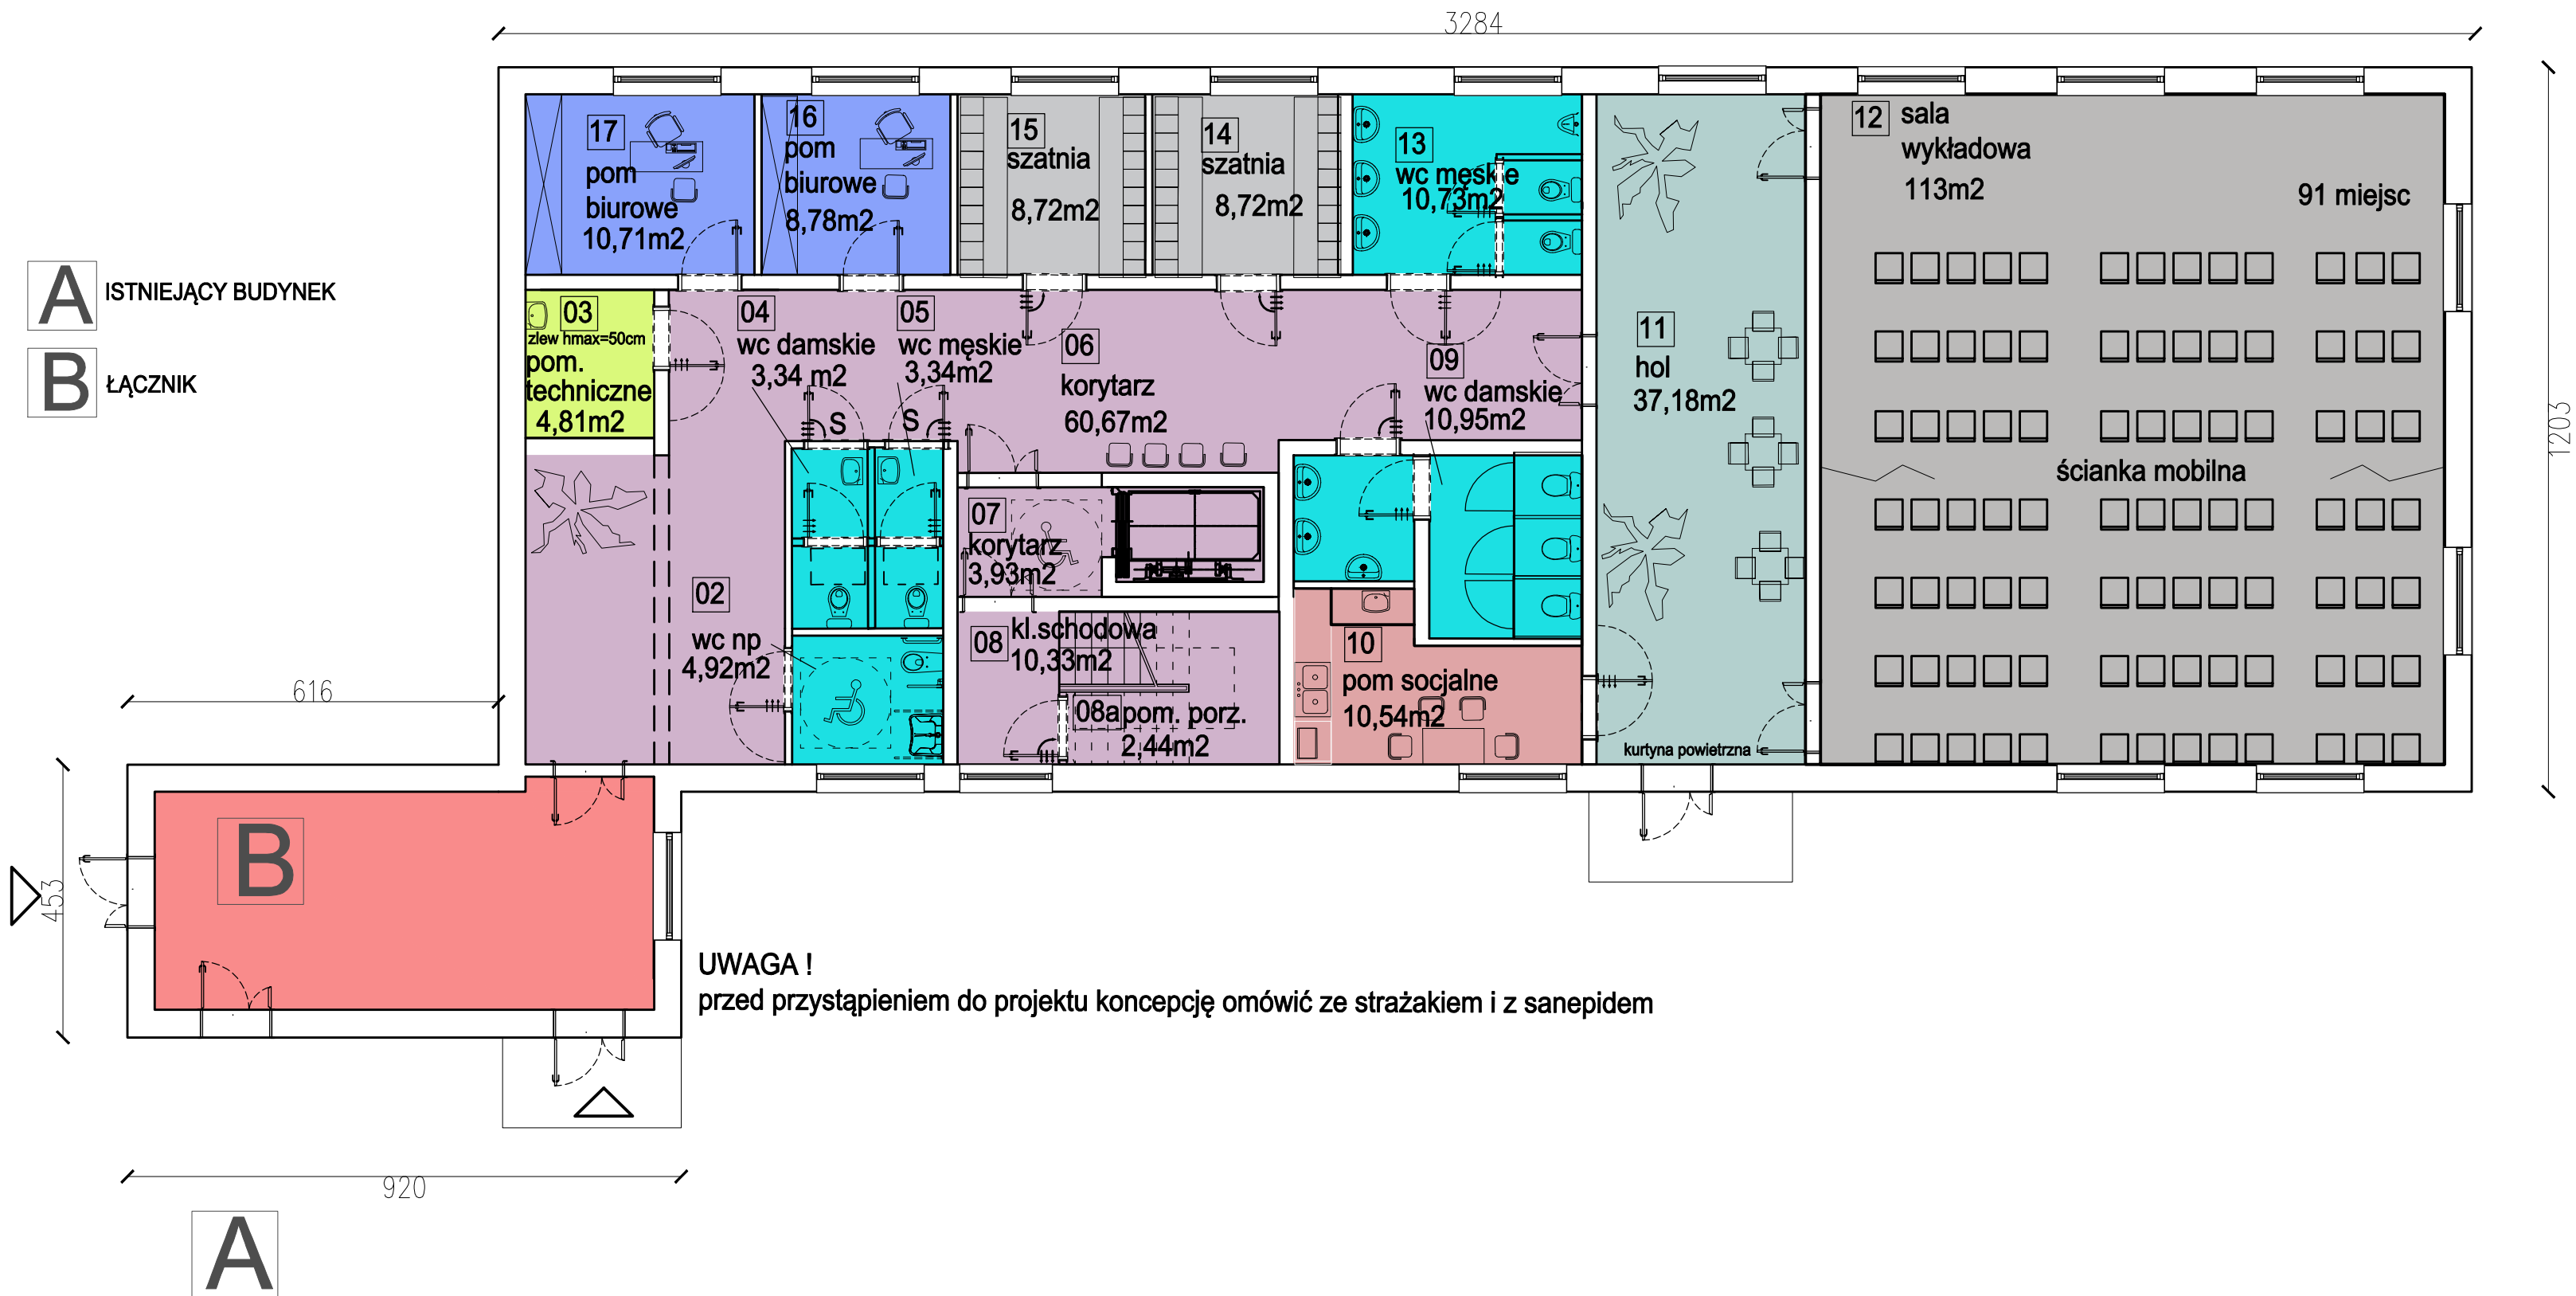 3284
17
pom
biurowe
10,71m2
16
pom
biurowe
8,78m2
15
szatnia
8,72m2
14
szatnia
8,72m2
13
wc męskie
10,73m2
12
sala
wykładowa
113m2
91 miejsc
A
ISTNIEJĄCY BUDYNEK
B
ŁĄCZNIK
03
zlew hmax=50cm
pom.
techniczne
4,81m2
04
wc damskie
3,34 m2
05
wc męskie
3,34m2
S
S
06
korytarz
60,67m2
09
wc damskie
10,95m2
11
hol
37,18m2
1203
ścianka mobilna
07
korytarz
3,93m2
02
wc np
4,92m2
08
kl.schodowa
10,33m2
08a
pom. porz.
2,44m2
10
pom socjalne
10,54m2
kurtyna powietrzna
616
453
B
UWAGA !
przed przystąpieniem do projektu koncepcję omówić ze strażakiem i z sanepidem
920
A